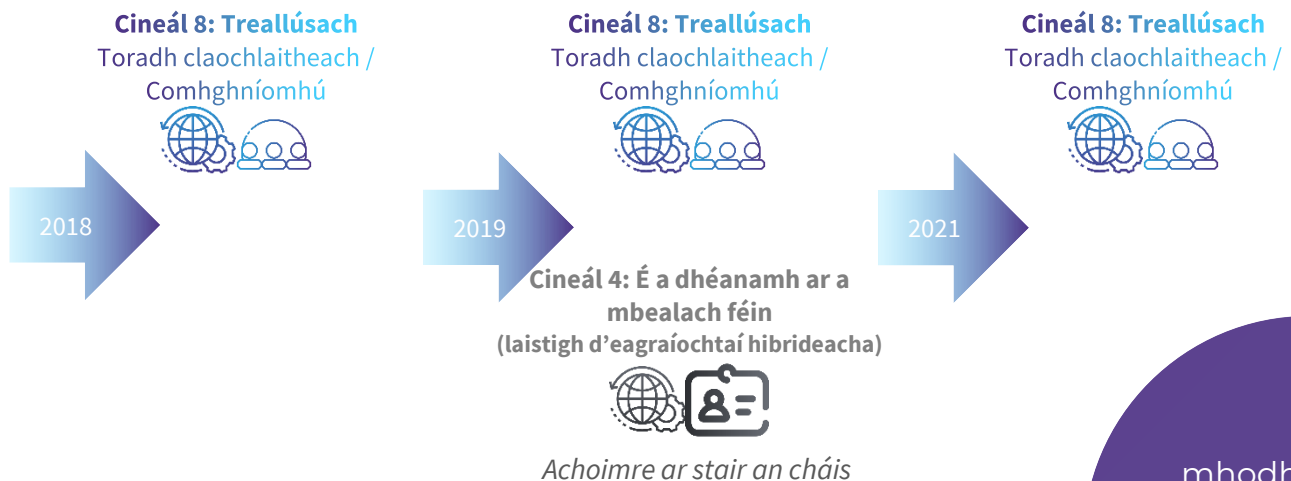 Cineál 8: Treallúsach
Toradh claochlaitheach /
Comhghníomhú
2018
Cineál 8: Treallúsach
Toradh claochlaitheach /
Comhghníomhú
2019
Cineál 4: É a dhéanamh ar a
mbealach féin
(laistigh d'eagraíochtaí hibrideacha)
Achoimre ar stair an cháis
Cineál 8: Treallúsach
Toradh claochlaitheach /
Comhghníomhú
2021